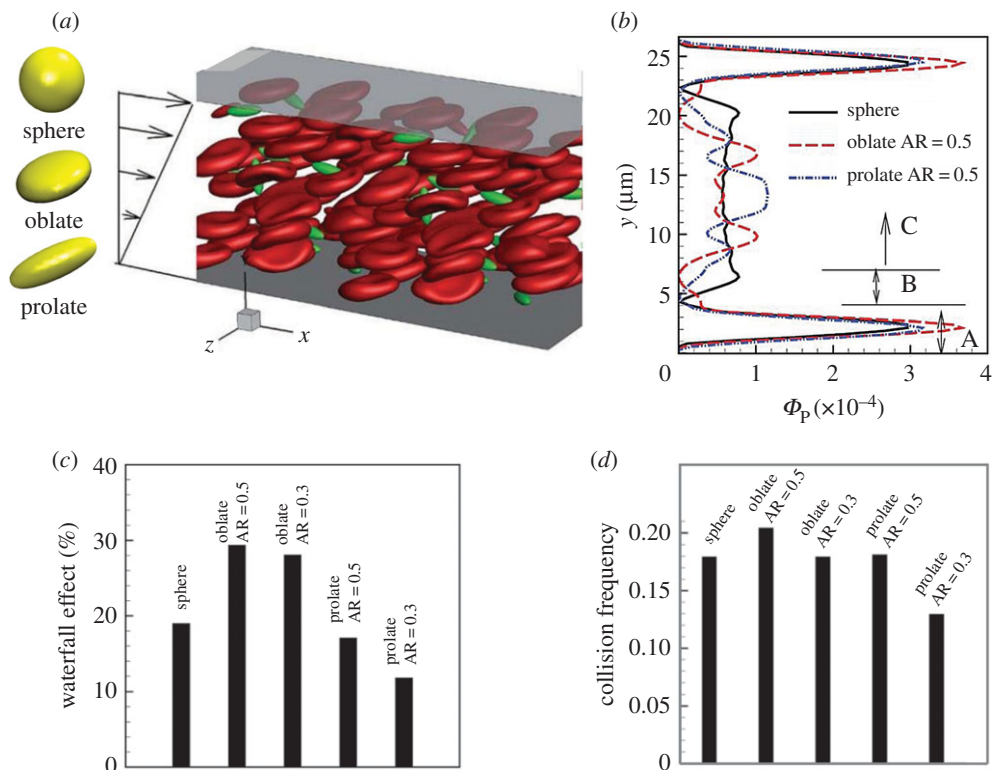 (a)
sphere
oblate
prolate
z
x
(b)
25
20
15
10
5
0
y (μm)
sphere
oblate AR = 0.5
prolate AR = 0.5
C
B
A
0 1 3 3 4
Φp (×10–4)
(c)
40
30
20
10
0
waterfall effect (%)
sphere
oblate
AR = 0.5
oblate
AR = 0.3
prolate
AR = 0.5
prolate
AR = 0.3
(d)
0.20
0.15
0.10
0.05
0
collision frequency
sphere
oblate
AR = 0.5
oblate
AR = 0.3
prolate
AR = 0.5
prolate
AR = 0.3